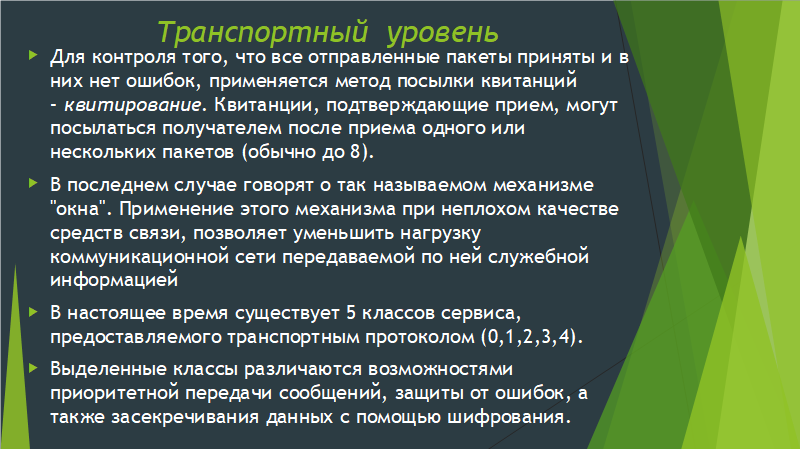 Транспортный уровень
Для контроля того, что все отправленные пакеты приняты и в
них нет ошибок, применяется метод посылки квитанций
– квитирование. Квитанции, подтверждающие прием, могут
посылаться получателем после приема одного или
нескольких пакетов (обычно до 8).
В последнем случае говорят о так называемом механизме
"окна". Применение этого механизма при неплохом качестве
средств связи, позволяет уменьшить нагрузку
коммуникационной сети передаваемой по ней служебной
информацией
В настоящее время существует 5 классов сервиса,
предоставляемого транспортным протоколом (0,1,2,3,4).
Выделенные классы различаются возможностями
приоритетной передачи сообщений, защиты от ошибок, а
также засекречивания данных с помощью шифрования.